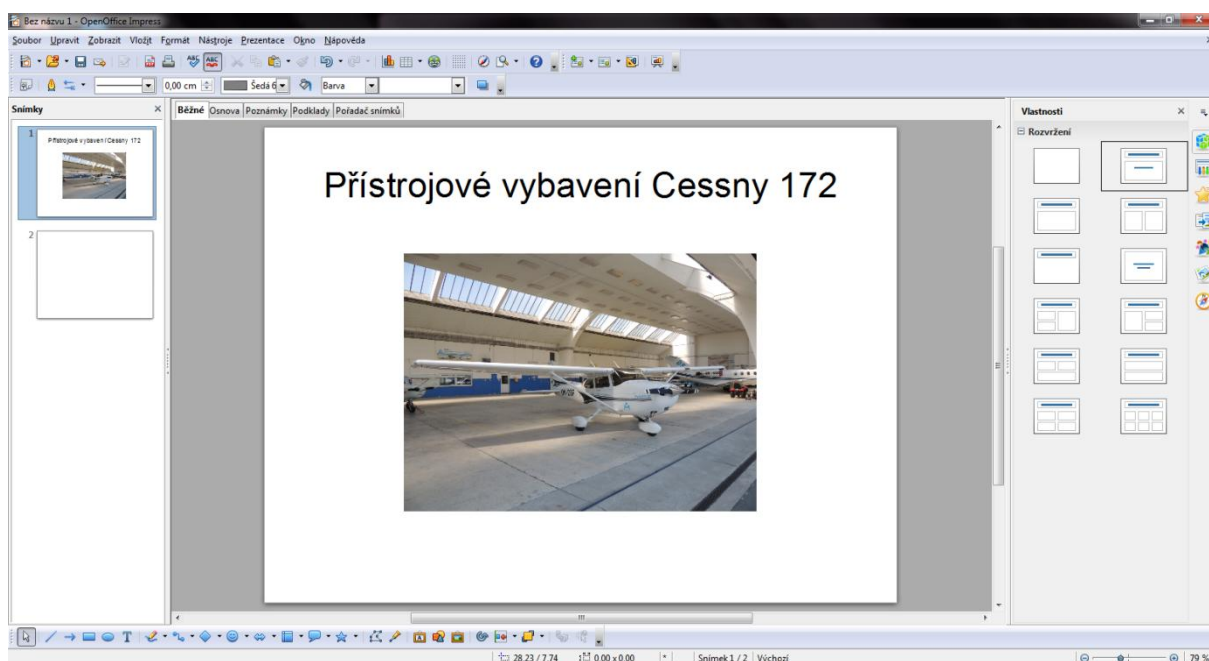 Bez názvu 1 - OpenOffice Impress
Soubor Upravit Zobrazit Vložit Formát Nástroje Prezentace Okno Nápověda
0,00 cm Šedá 6 Barva
Snímky
Běžné Osnova Poznámky Podklady Pořadač snímků
Vlastnosti
Rozvržení
1
Přístrojové vybavení Cessny 172
2
Přístrojové vybavení Cessny 172
28,23 / 7,74 0,00 x 0,00 * Snímek 1 / 2 Výchozí 79 %